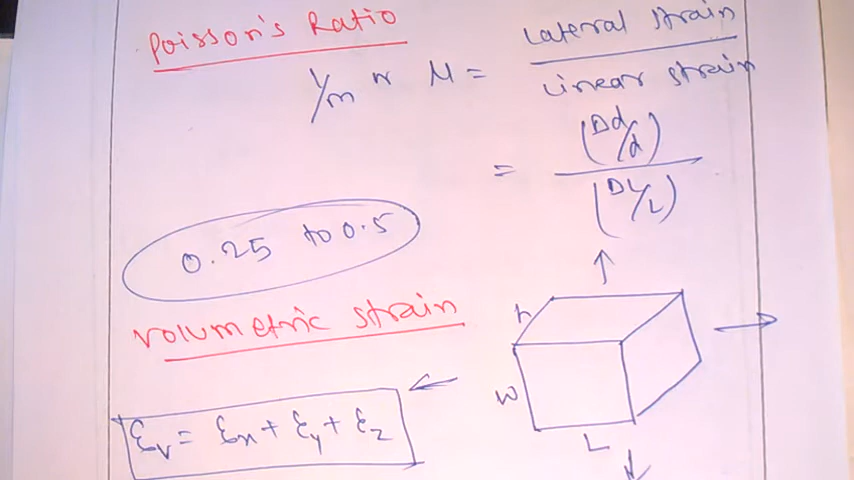 Poisson's Ratio
1/m or μ = Lateral strain
Linear strain
= (Δd/d)
(ΔL/L)
0.25 to 0.5
Volumetric strain
h
W
L
εv = εx + εy + εz